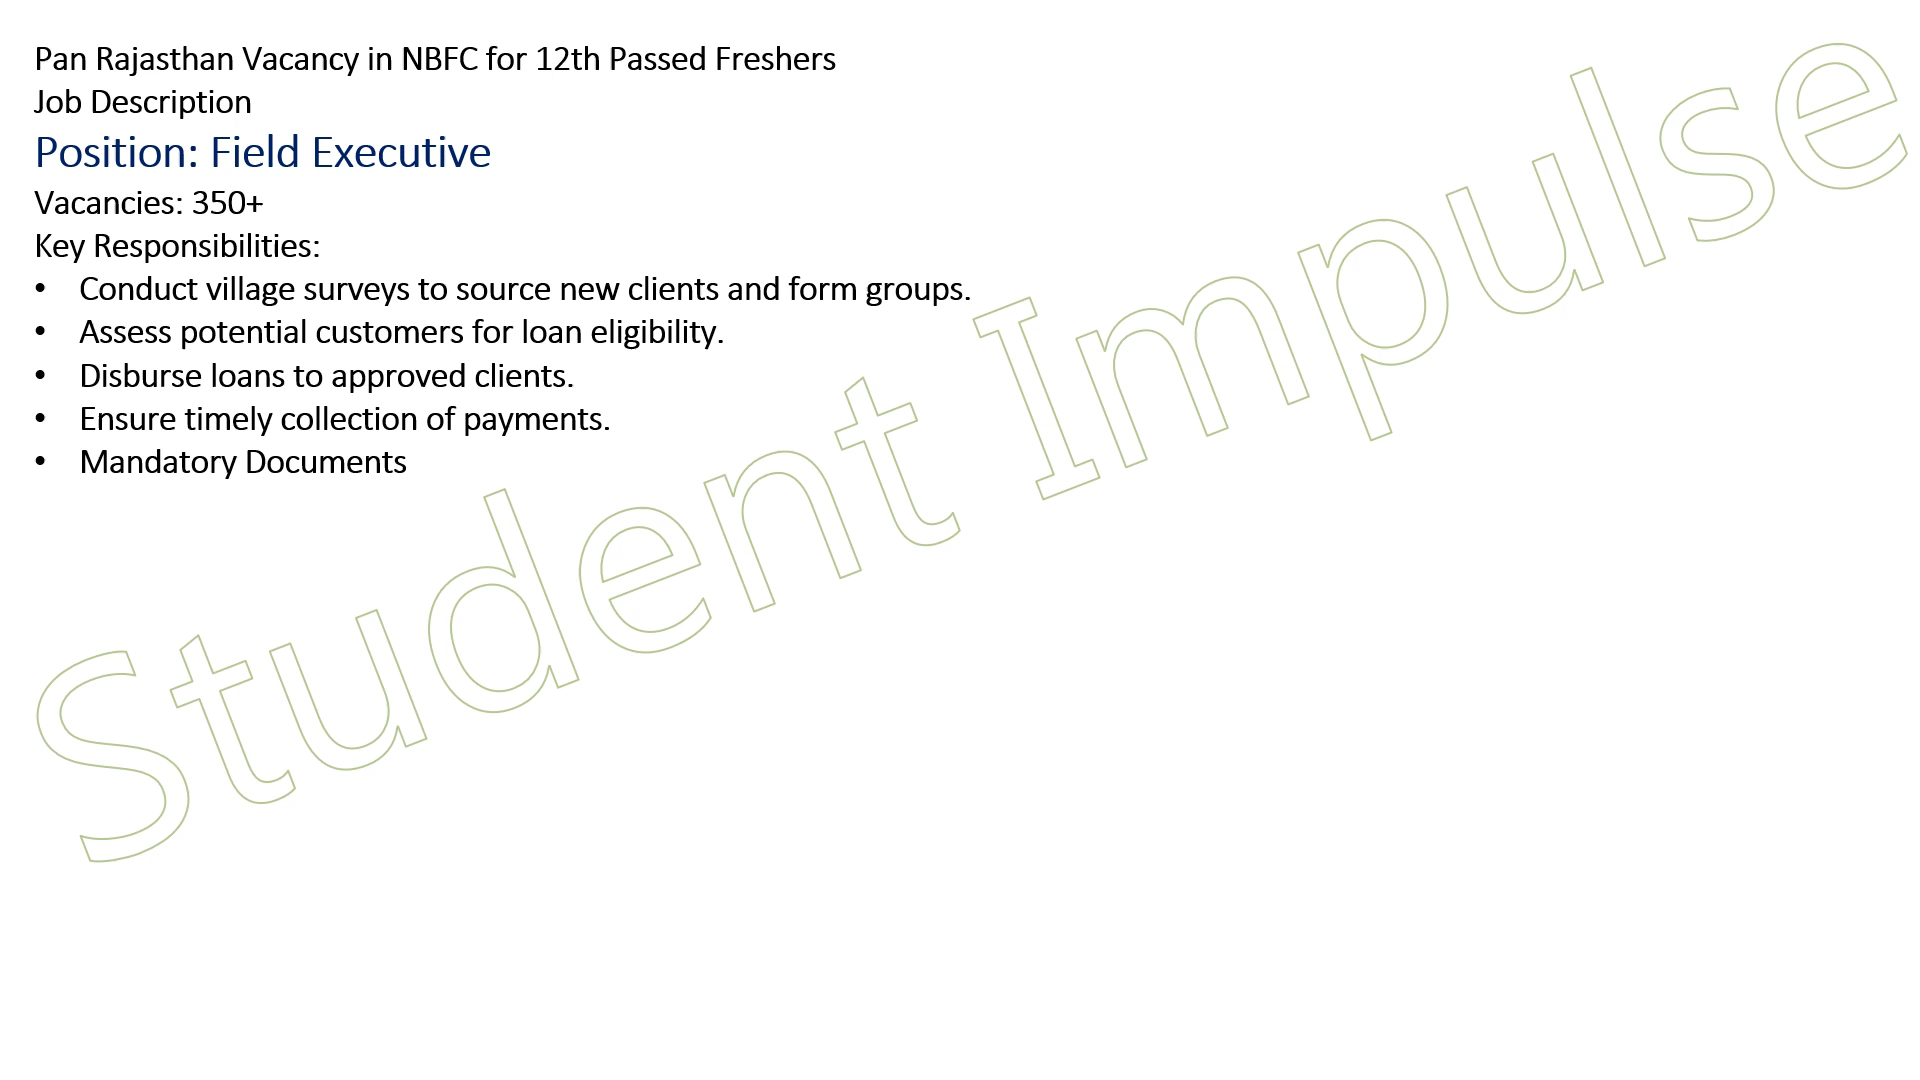 Pan Rajasthan Vacancy in NBFC for 12th Passed Freshers
Job Description
Position: Field Executive
Vacancies: 350+
Key Responsibilities:
• Conduct village surveys to source new clients and form groups.
• Assess potential customers for loan eligibility.
• Disburse loans to approved clients.
• Ensure timely collection of payments.
• Mandatory Documents
Student Impulse